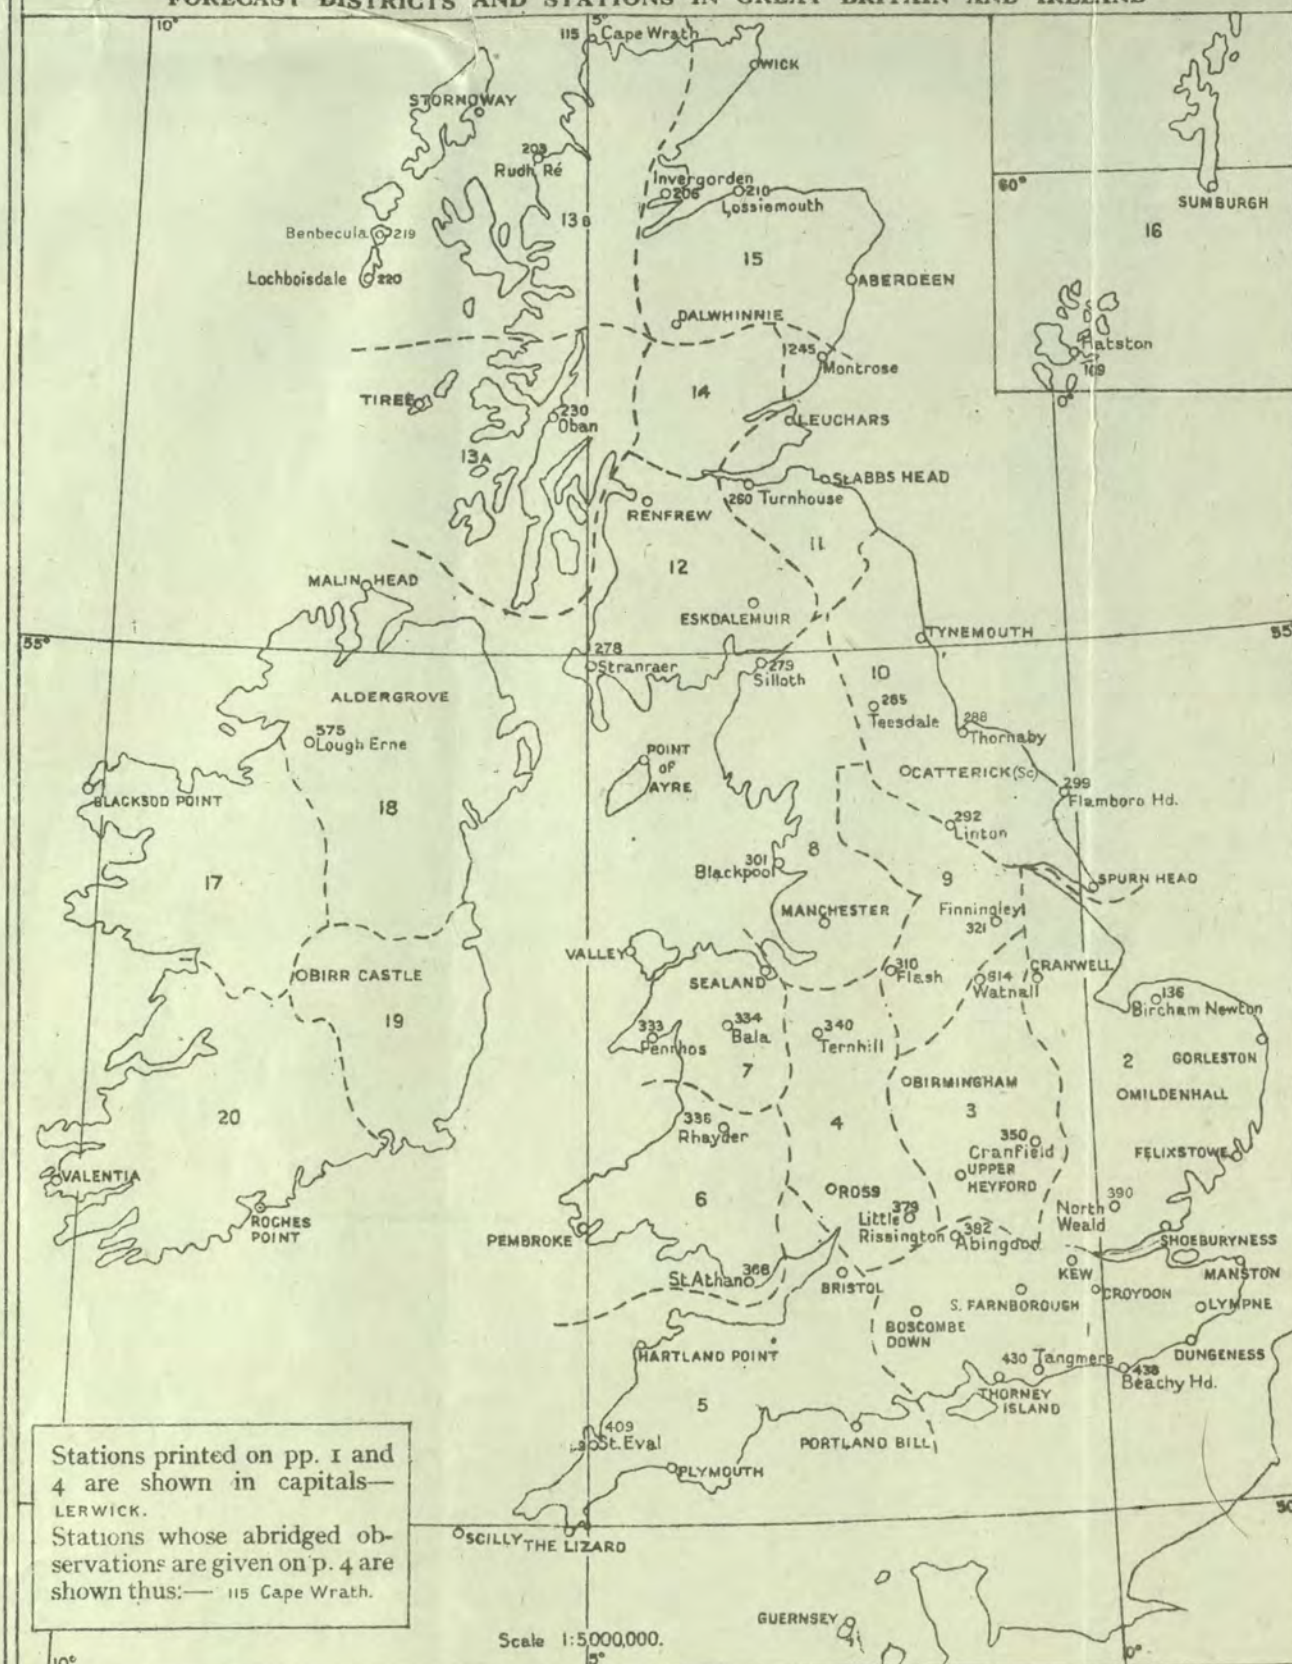 FORECAST DISTRICTS AND STATIONS IN GREAT BRITAIN AND IRELAND
10°
5°
115 Cape Wrath
WICK
STORNOWAY
203
Rudh Ré
Invergorden
206
210
Lossiemouth
60°
SUMBURGH
13B
16
Benbecula 219
Lochboisdale 220
15
ABERDEEN
DALWHINNIE
Hatston
109
245
Montrose
14
TIREE
230
Oban
LEUCHARS
13A
St. ABBS HEAD
260 Turnhouse
RENFREW
11
12
MALIN HEAD
ESKDALEMUIR
55°
TYNEMOUTH
55
278
Stranraer
279
Silloth
10
ALDERGROVE
285
Teesdale
288
Thornaby
575
Lough Erne
POINT
of
AYRE
CATTERICK (Sc)
BLACKSOD POINT
299
Flamboro Hd.
18
292
Linton
8
301
Blackpool
17
9
SPURN HEAD
MANCHESTER
Finningley
321
VALLEY
BIRR CASTLE
SEALAND
310
Flash
314
Watnall
CRANWELL
136
Bircham Newton
19
333
Penrhos
334
Bala
340
Ternhill
2
GORLESTON
7
BIRMINGHAM
MILDENHALL
20
3
336
Rhayder
4
350
Cranfield
FELIXSTOWE
VALENTIA
UPPER
HEYFORD
ROSS
6
379
Little
Rissington
North
Weald
390
ROCHES
POINT
PEMBROKE
382
Abingdon
SHOEBURYNESS
St. Athan 368
BRISTOL
KEW
MANSTON
S. FARNBOROUGH
CROYDON
LYMPNE
BOSCOMBE
DOWN
HARTLAND POINT
430 Tangmere
DUNGENESS
438
Beachy Hd.
THORNEY
ISLAND
5
409
St. Eval
PORTLAND BILL
PLYMOUTH
Stations printed on pp. 1 and
4 are shown in capitals—
LERWICK.
Stations whose abridged ob-
servations are given on p. 4 are
shown thus:— 115 Cape Wrath.
50
SCILLY
THE LIZARD
GUERNSEY
Scale 1:5,000,000.
10°
5°
0°